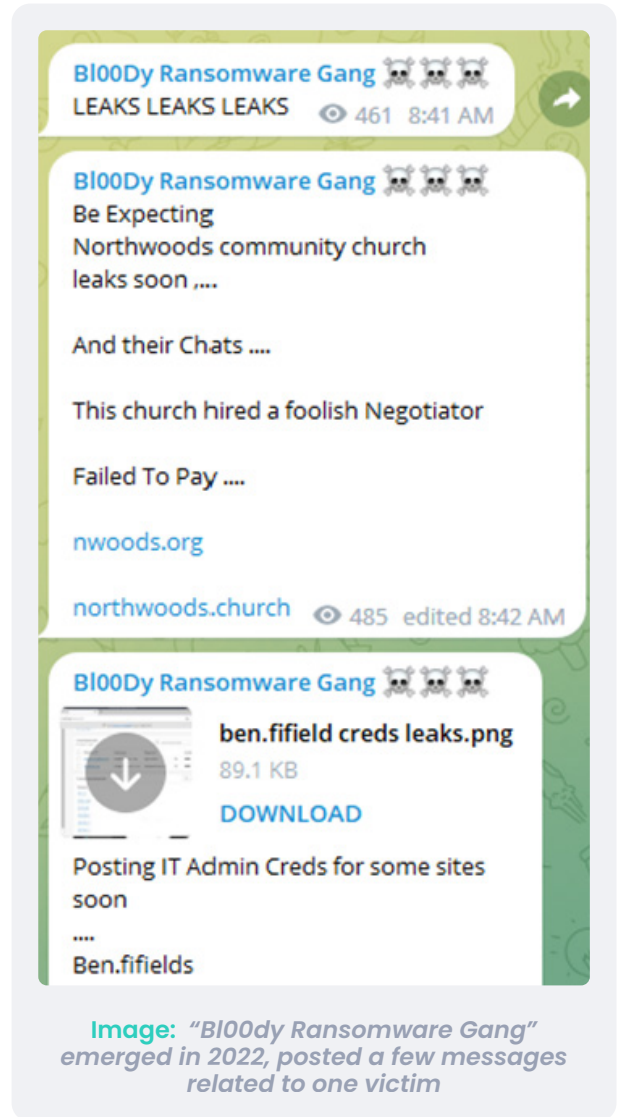 Bl00Dy Ransomware Gang ☠️ ☠️ ☠️
LEAKS LEAKS LEAKS 461 8:41 AM
Bl00Dy Ransomware Gang ☠️ ☠️ ☠️
Be Expecting
Northwoods community church
leaks soon ,...
And their Chats ....
This church hired a foolish Negotiator
Failed To Pay ....
nwoods.org
northwoods.church 485 edited 8:42 AM
Bl00Dy Ransomware Gang ☠️ ☠️ ☠️
ben.fifield creds leaks.png
89.1 KB
DOWNLOAD
Posting IT Admin Creds for some sites
soon
....
Ben.fifields
Image: “Bl00dy Ransomware Gang”
emerged in 2022, posted a few messages
related to one victim